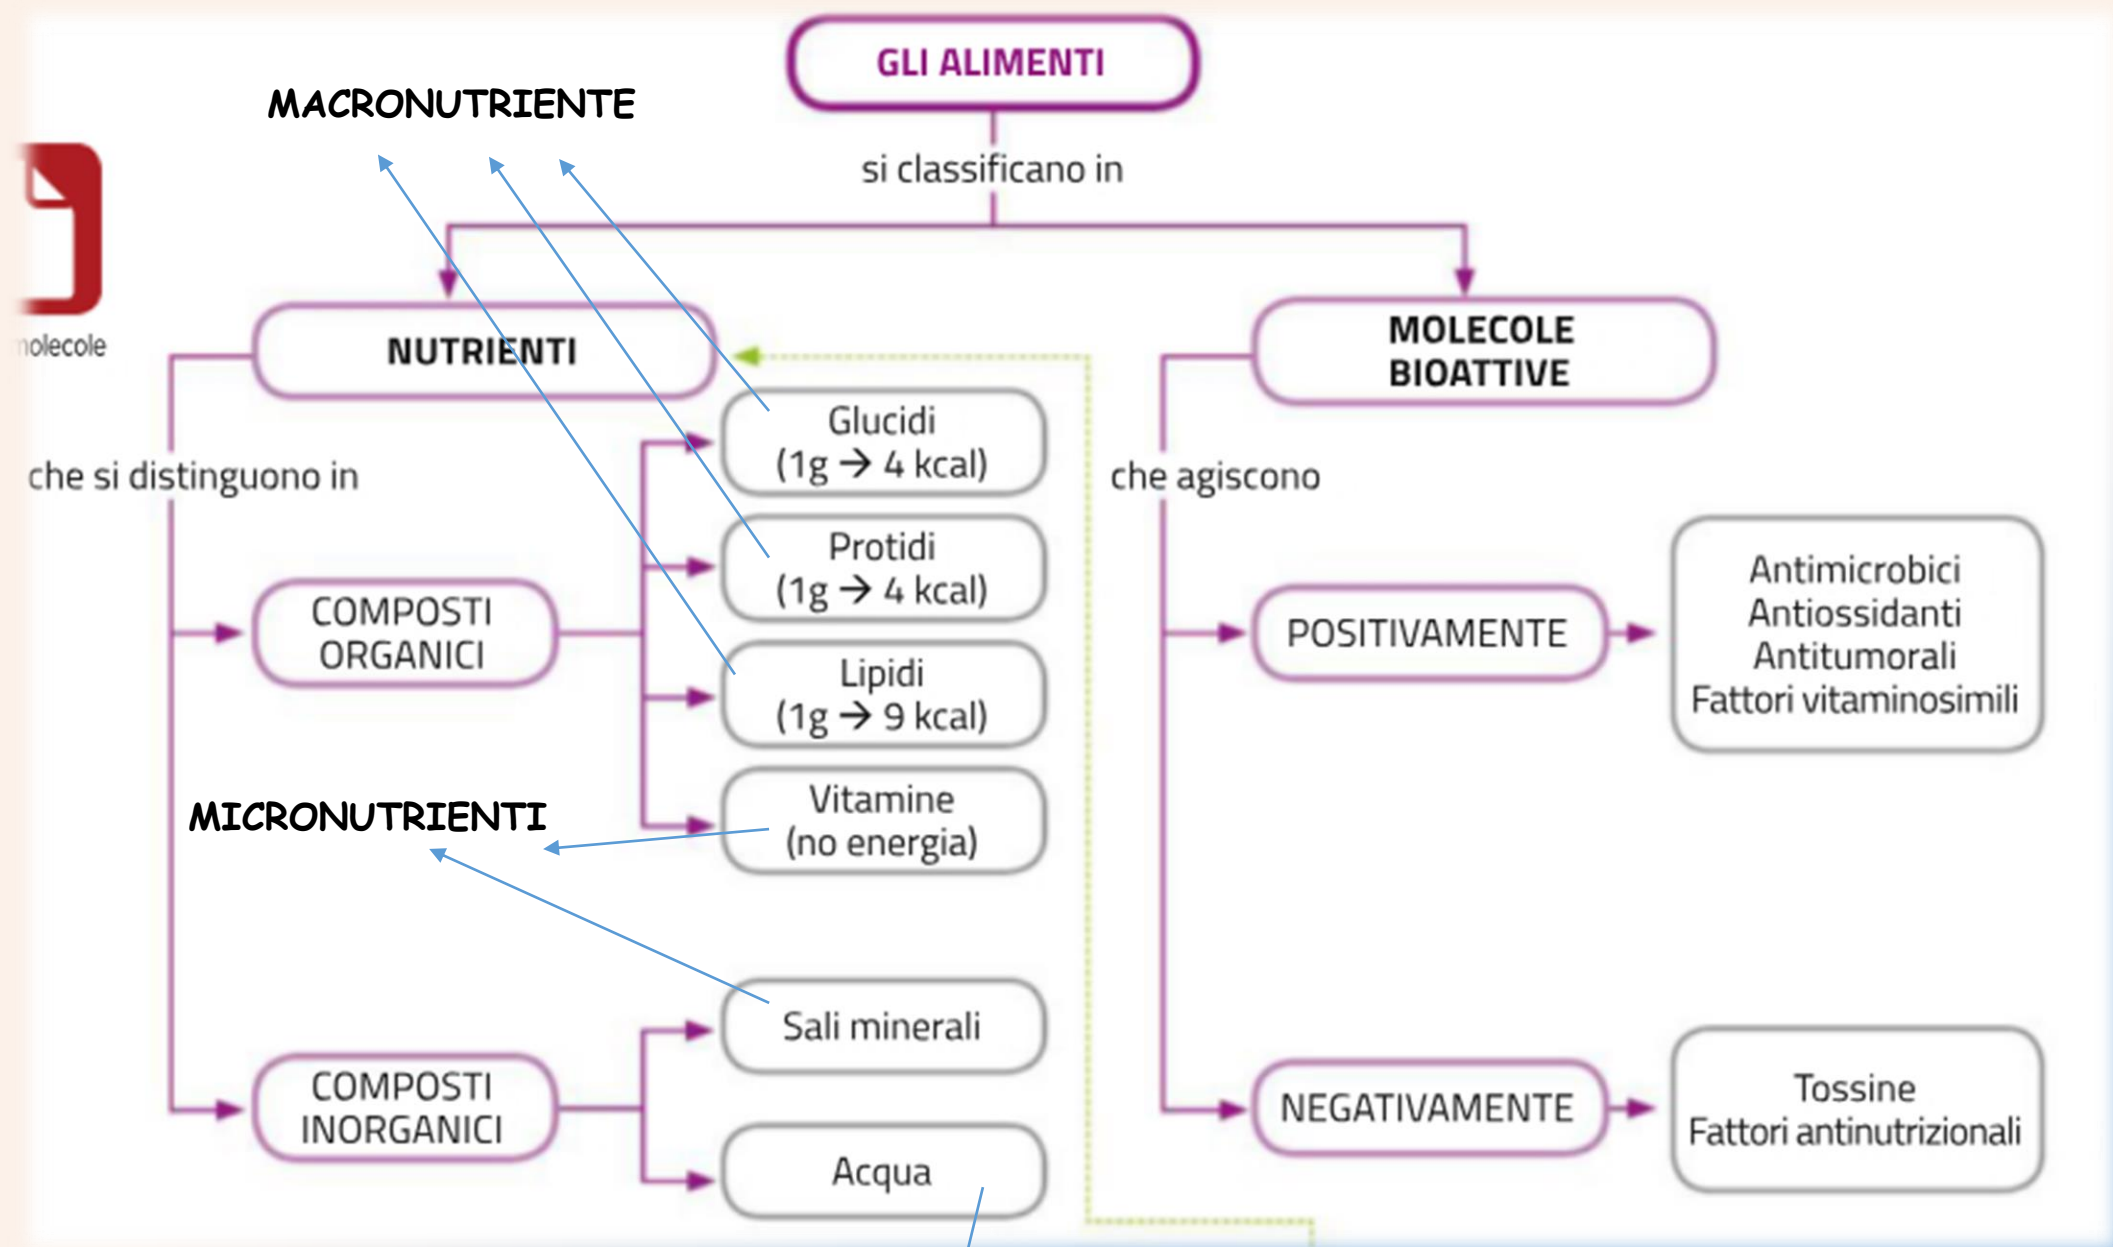 GLI ALIMENTI
MACRONUTRIENTE
si classificano in
NUTRIENTI
MOLECOLE
BIOATTIVE
molecole
che si distinguono in
Glucidi
(1g → 4 kcal)
Protidi
(1g → 4 kcal)
Lipidi
(1g → 9 kcal)
Vitamine
(no energia)
COMPOSTI
ORGANICI
MICRONUTRIENTI
Sali minerali
COMPOSTI
INORGANICI
Acqua
che agiscono
POSITIVAMENTE
Antimicrobici
Antiossidanti
Antitumorali
Fattori vitaminosimili
NEGATIVAMENTE
Tossine
Fattori antinutrizionali